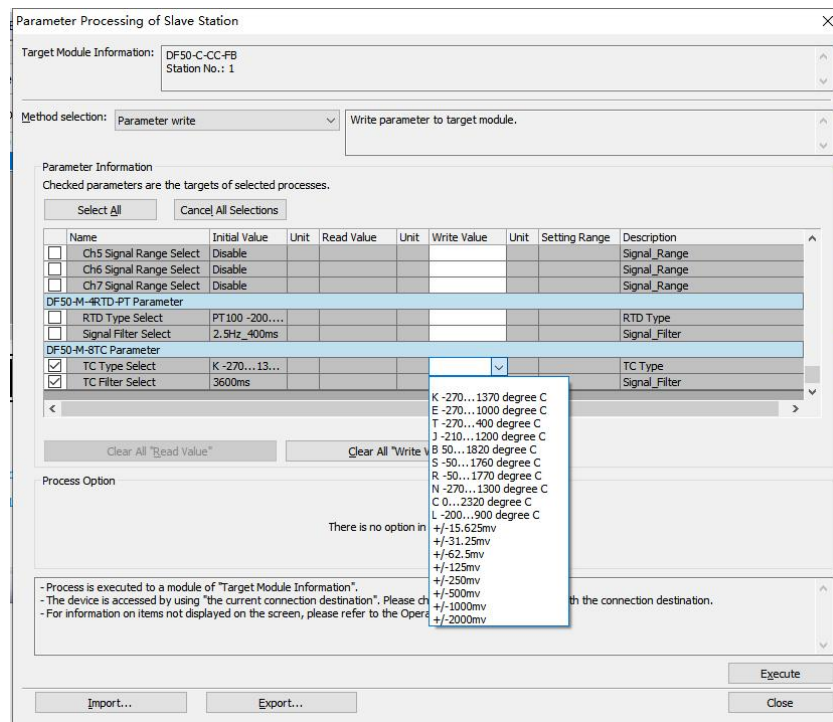 Parameter Processing of Slave Station
Target Module Information:
DF50-C-CC-FB
Station No.: 1
Method selection:
Parameter write
Write parameter to target module.
Parameter Information
Checked parameters are the targets of selected processes.
Select All
Cancel All Selections
Name Initial Value Unit Read Value Unit Write Value Unit Setting Range Description
Ch5 Signal Range Select Disable Signal_Range
Ch6 Signal Range Select Disable Signal_Range
Ch7 Signal Range Select Disable Signal_Range
DF50-M-4RTD-PT Parameter
RTD Type Select PT100 -200.... RTD Type
Signal Filter Select 2.5Hz_400ms Signal_Filter
DF50-M-8TC Parameter
TC Type Select K -270...13... TC Type
TC Filter Select 3600ms Signal_Filter
K -270...1370 degree C
E -270...1000 degree C
T -270...400 degree C
J -210...1200 degree C
B 50...1820 degree C
S -50...1760 degree C
R -50...1770 degree C
N -270...1300 degree C
C 0...2320 degree C
L -200...900 degree C
+/-15.625mv
+/-31.25mv
+/-62.5mv
+/-125mv
+/-250mv
+/-500mv
+/-1000mv
+/-2000mv
Clear All "Read Value"
Clear All "Write V
Process Option
There is no option in
- Process is executed to a module of "Target Module Information".
- The device is accessed by using "the current connection destination". Please ch th the connection destination.
- For information on items not displayed on the screen, please refer to the Opera
Execute
Import...
Export...
Close